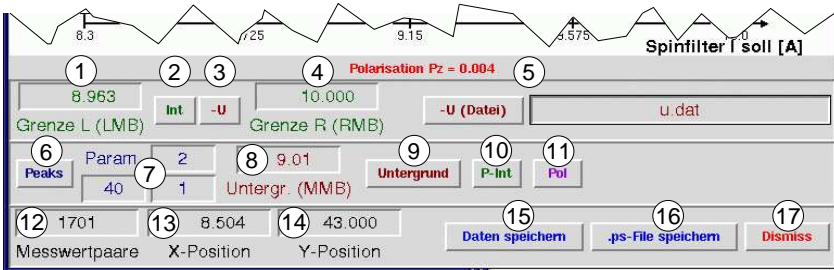 8.3 725 9.15 9.575 10.0
Spinfilter I soll [A]
Polarisation Pz = 0.004
1 2 3 4 5
8.963 Int -U 10.000 -U (Datei) u.dat
Grenze L (LMB) Grenze R (RMB)
6 7 8 9 10 11
Peaks Param. 2 9.01 Untergrund P-Int Pol
40 1 Untergr. (MMB)
12 1701 13 8.504 14 43.000 15 16 17
Daten speichern .ps-File speichern Dismiss
Messwertpaare X-Position Y-Position